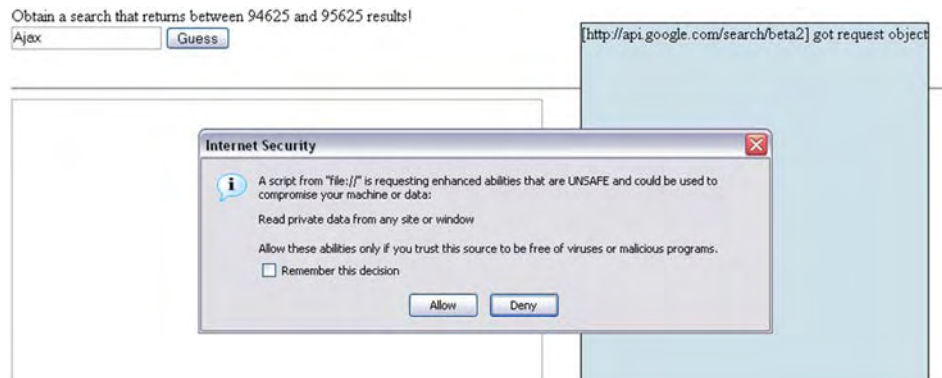 Obtain a search that returns between 94625 and 95625 results!
Ajax
Guess
[http://api.google.com/search/beta2] got request object
Internet Security
A script from "file://" is requesting enhanced abilities that are UNSAFE and could be used to
compromise your machine or data:
Read private data from any site or window
Allow these abilities only if you trust this source to be free of viruses or malicious programs.
Remember this decision
Allow
Deny